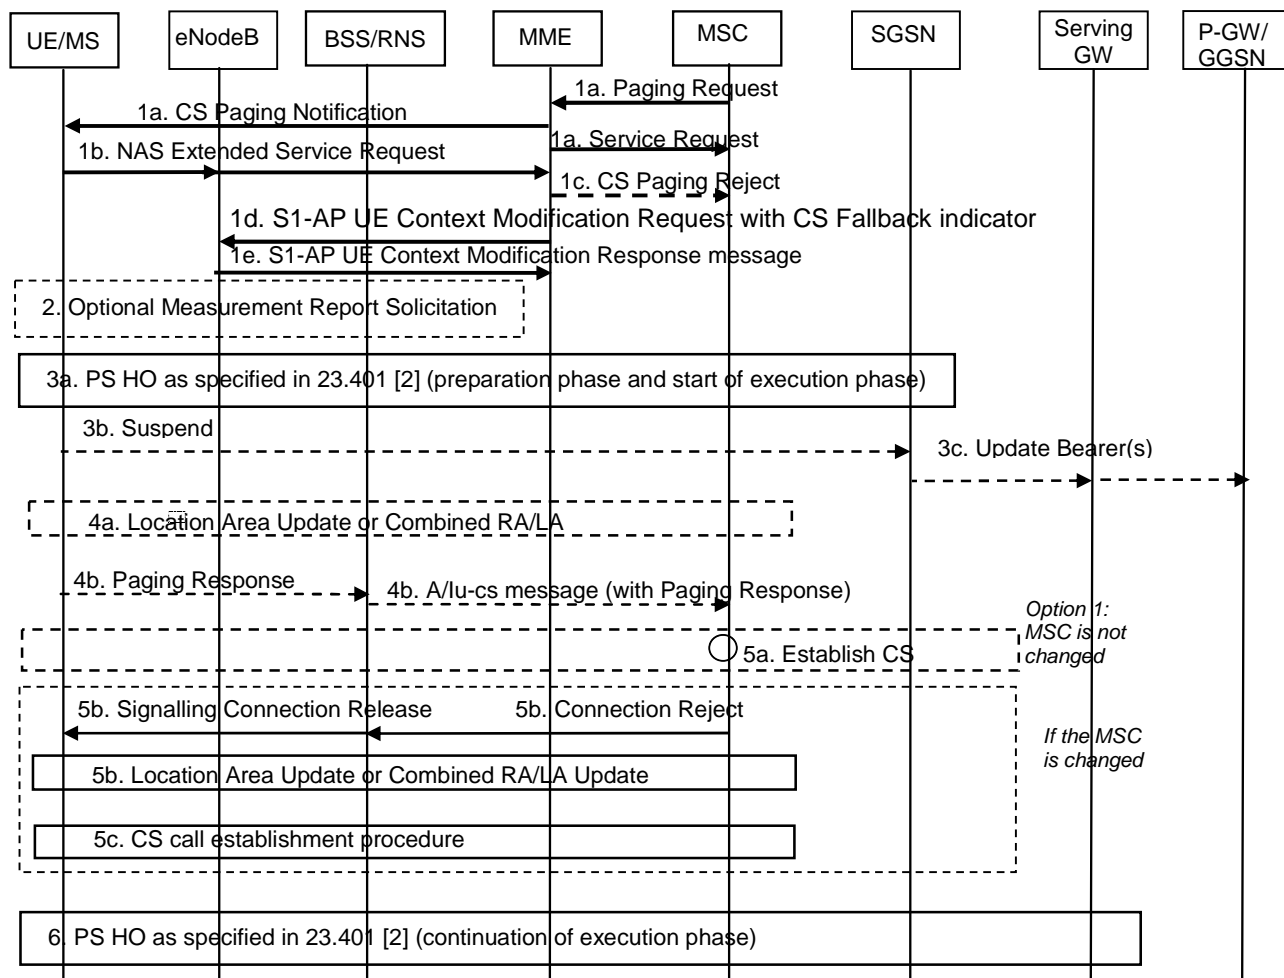 UE/MS
eNodeB
BSS/RNS
MME
MSC
SGSN
Serving
GW
P-GW/
GGSN
1a. Paging Request
1a. CS Paging Notification
1a. Service Request
1b. NAS Extended Service Request
1c. CS Paging Reject
1d. S1-AP UE Context Modification Request with CS Fallback indicator
1e. S1-AP UE Context Modification Response message
2. Optional Measurement Report Solicitation
3a. PS HO as specified in 23.401 [2] (preparation phase and start of execution phase)
3b. Suspend
3c. Update Bearer(s)
4a. Location Area Update or Combined RA/LA
4b. Paging Response
4b. A/Iu-cs message (with Paging Response)
Option 1:
MSC is not
changed
5a. Establish CS
5b. Signalling Connection Release
5b. Connection Reject
If the MSC
is changed
5b. Location Area Update or Combined RA/LA Update
5c. CS call establishment procedure
6. PS HO as specified in 23.401 [2] (continuation of execution phase)